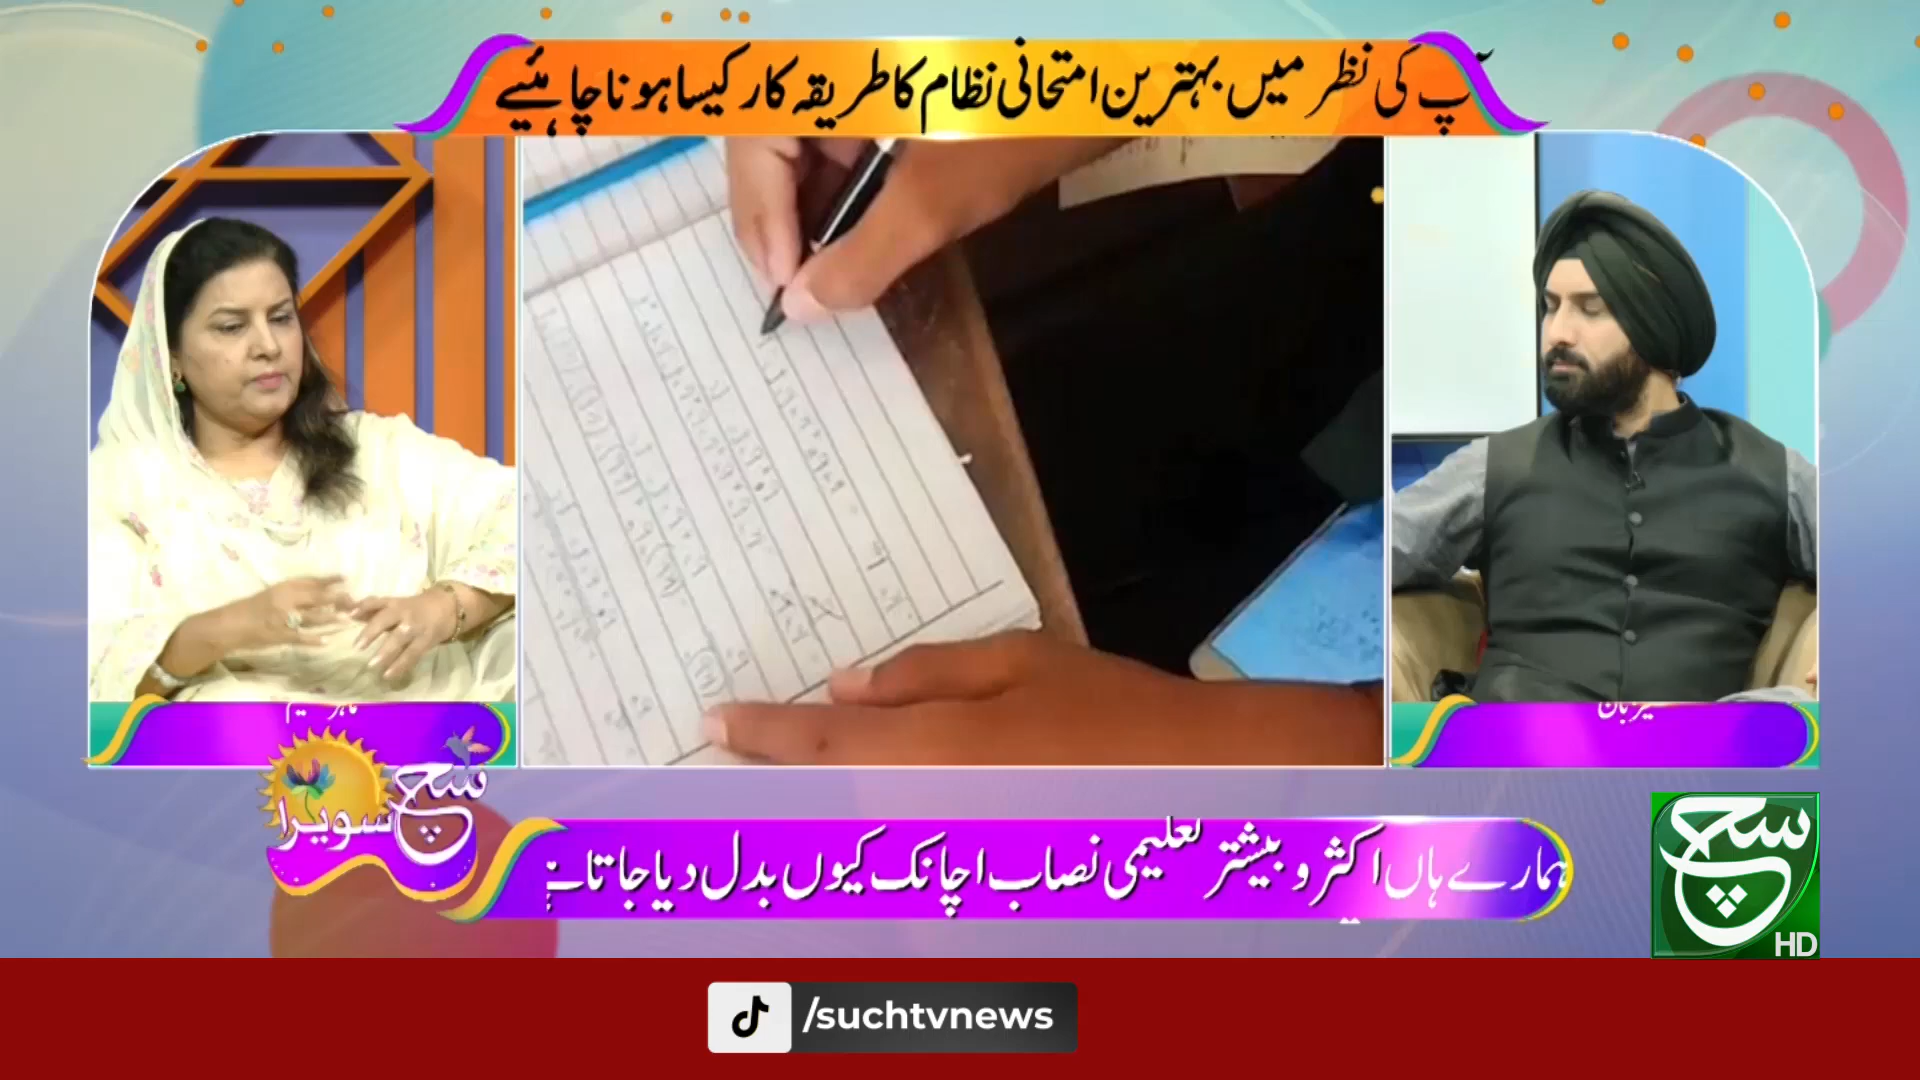 آپ کی نظر میں بہترین امتحانی نظام کا طریقہ کار کیسا ہونا چاہئیے
سچ
سویرا
ہمارے ہاں اکثر و بیشتر تعلیمی نصاب اچانک کیوں بدل دیا جاتا ہے
سچ
HD
/suchtvnews